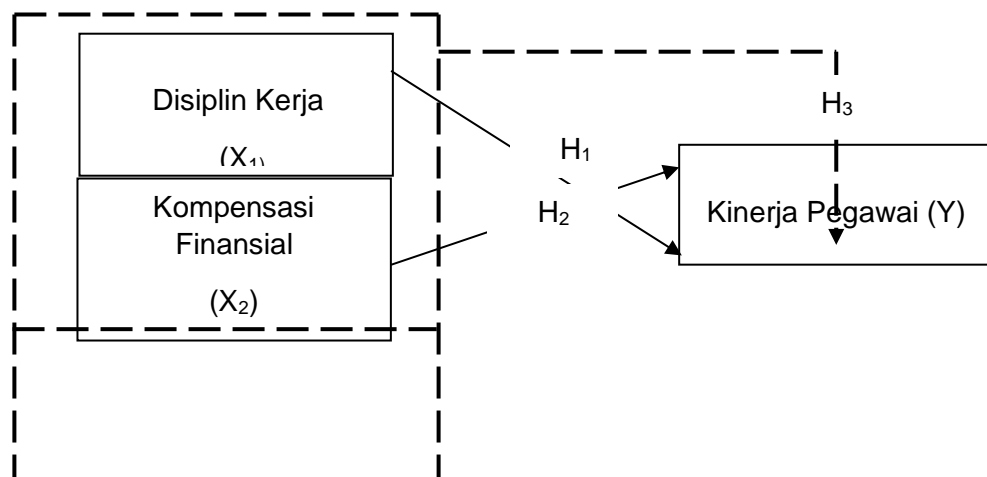 Disiplin Kerja
(X₁)
Kompensasi
Finansial
(X₂)
H₁
H₂
H₃
Kinerja Pegawai (Y)